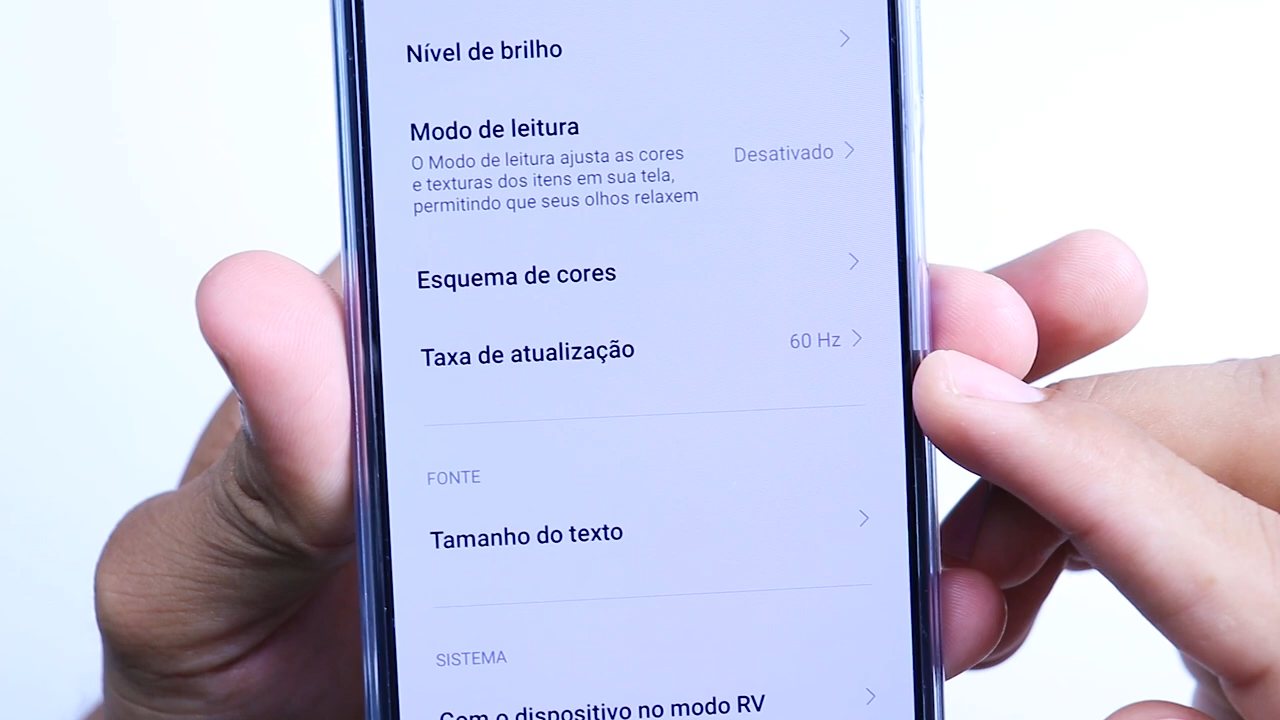 Nível de brilho
Modo de leitura
O Modo de leitura ajusta as cores
e texturas dos itens em sua tela,
permitindo que seus olhos relaxem
Desativado
Esquema de cores
Taxa de atualização
60 Hz
FONTE
Tamanho do texto
SISTEMA
Com o dispositivo no modo RV